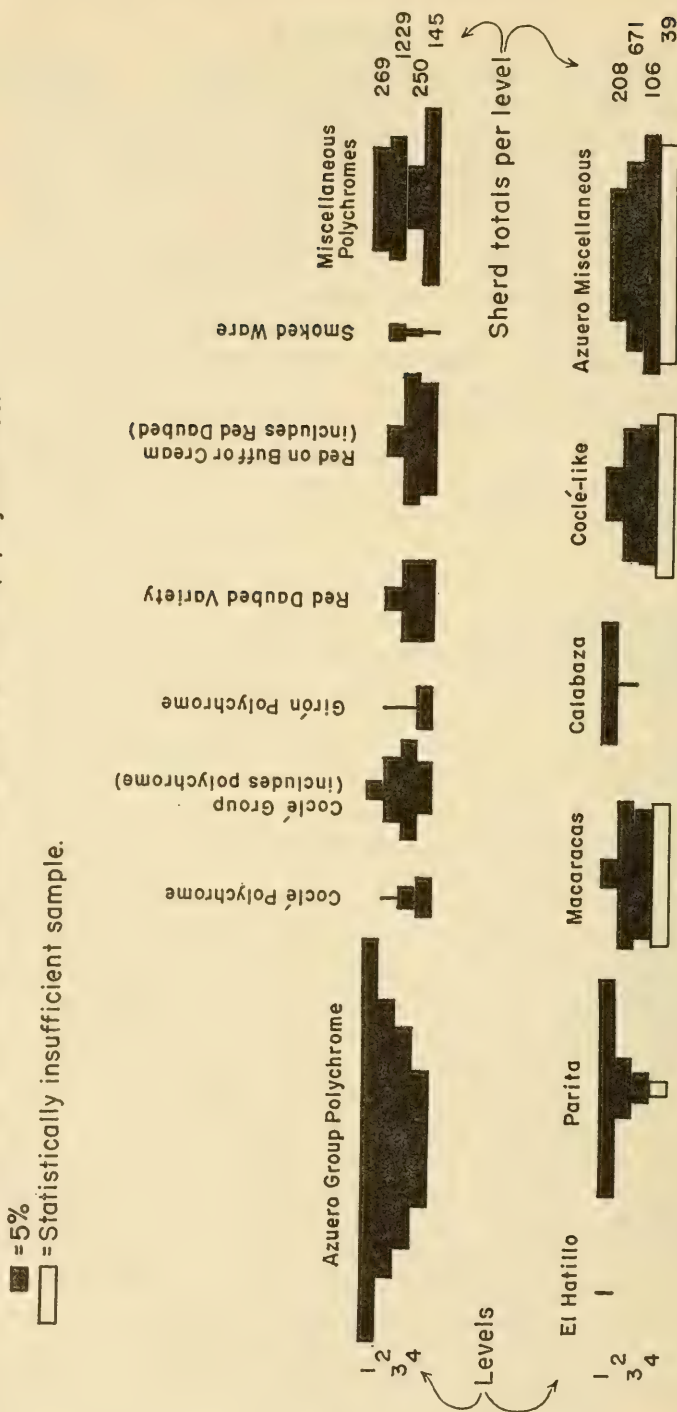 =5%
=Statistically insufficient sample.
Azuero Group Polychrome
Coclé Polychrome
Coclé Group
(includes polychrome)
Girón Polychrome
Red Daubed Variety
Red on Buff or Cream
(includes Red Daubed)
Smoked Ware
Miscellaneous
Polychromes
269
1229
250
145
1
2
3
4
Levels
Sherd totals per level
El Hatillo
Parita
Macaracas
Calabaza
Coclé-like
Azuero Miscellaneous
208
671
106
39
1
2
3
4